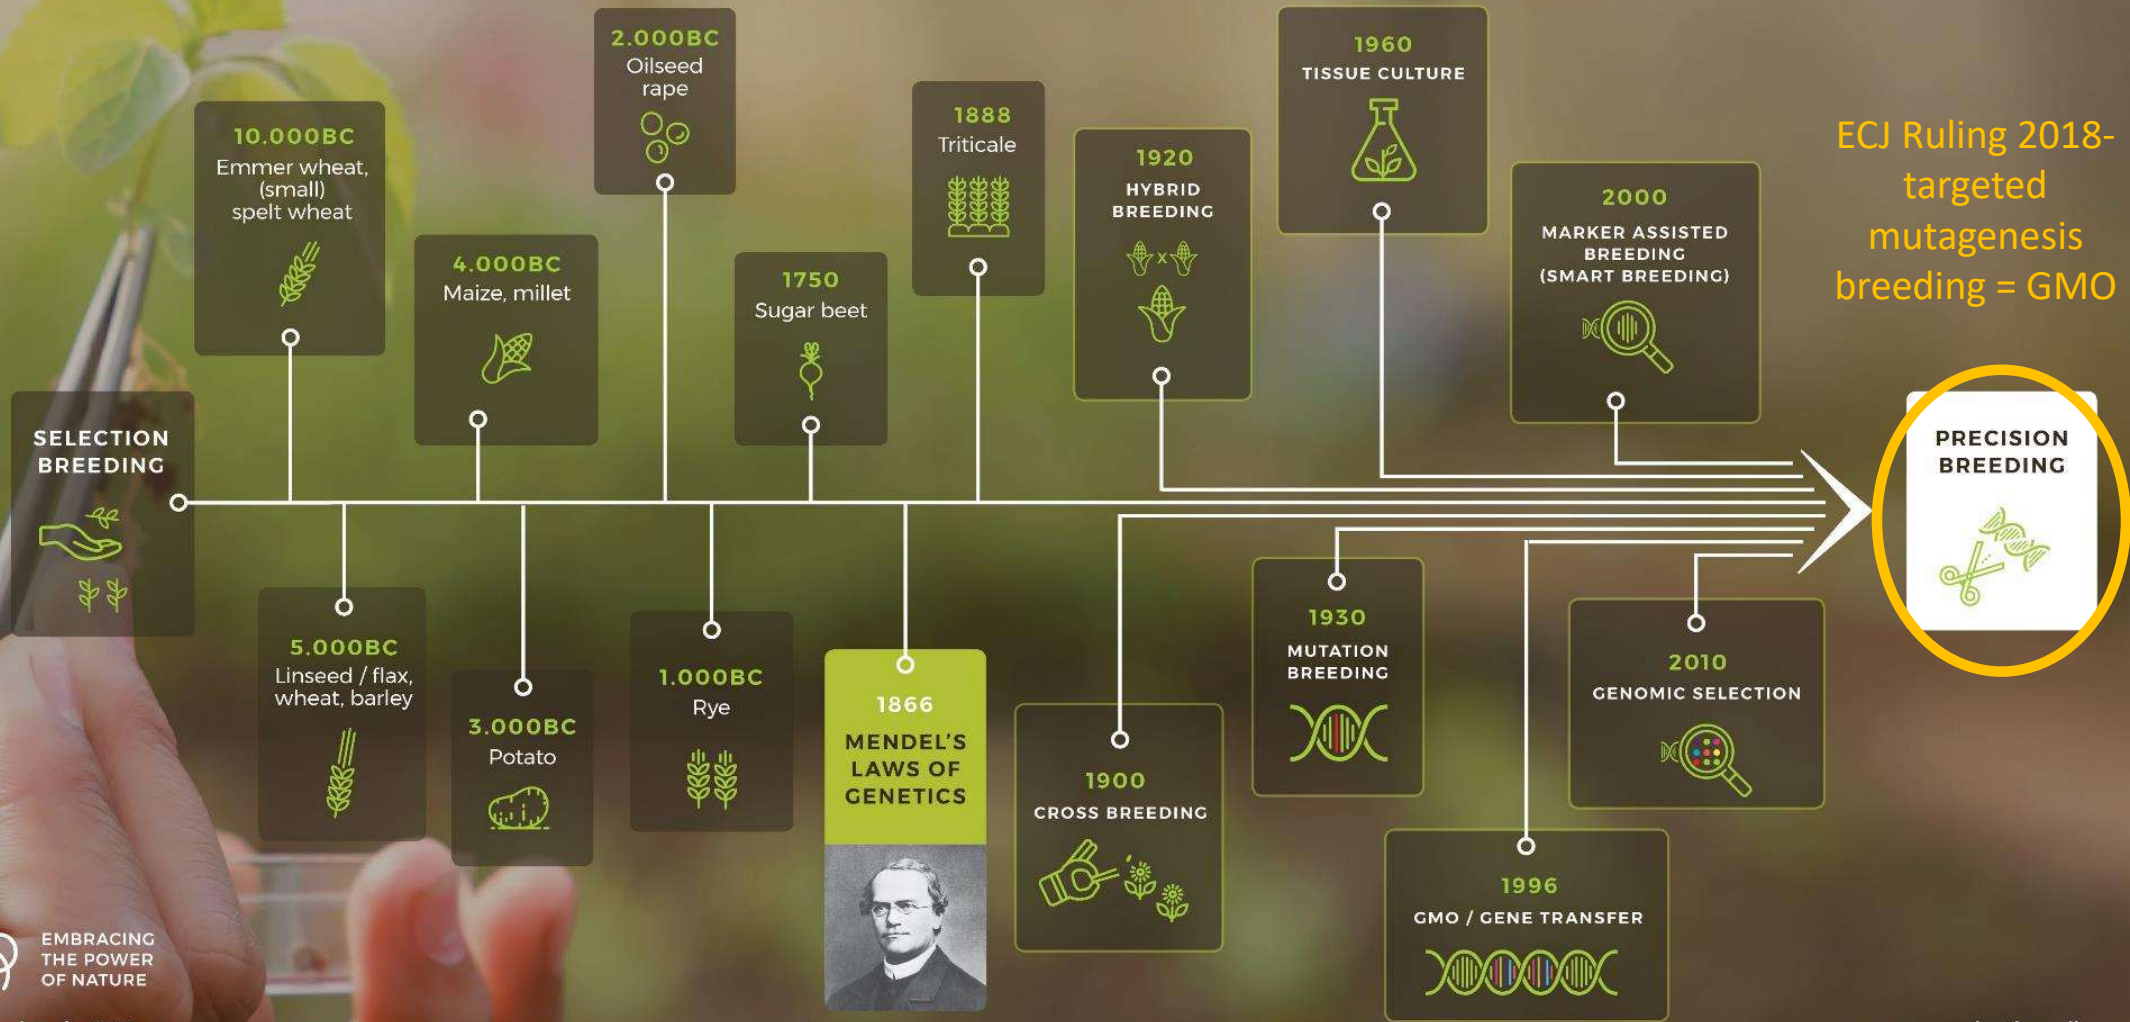 SELECTION
BREEDING
10.000BC
Emmer wheat,
(small)
spelt wheat
5.000BC
Linseed / flax,
wheat, barley
4.000BC
Maize, millet
3.000BC
Potato
2.000BC
Oilseed
rape
1.000BC
Rye
1750
Sugar beet
1866
MENDEL'S
LAWS OF
GENETICS
1888
Triticale
1900
CROSS BREEDING
1920
HYBRID
BREEDING
x
1930
MUTATION
BREEDING
1960
TISSUE CULTURE
1996
GMO / GENE TRANSFER
2000
MARKER ASSISTED
BREEDING
(SMART BREEDING)
2010
GENOMIC SELECTION
ECJ Ruling 2018-
targeted
mutagenesis
breeding = GMO
PRECISION
BREEDING
EMBRACING
THE POWER
OF NATURE